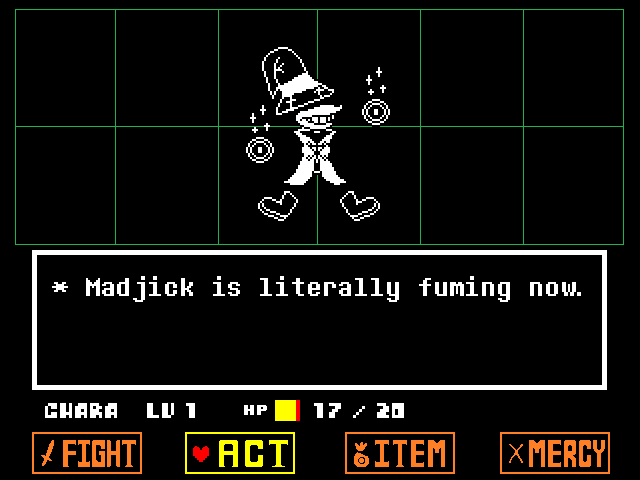 * Madjick is literally fuming now.
CHARA LV 1 HP 17 / 20
FIGHT ACT ITEM MERCY